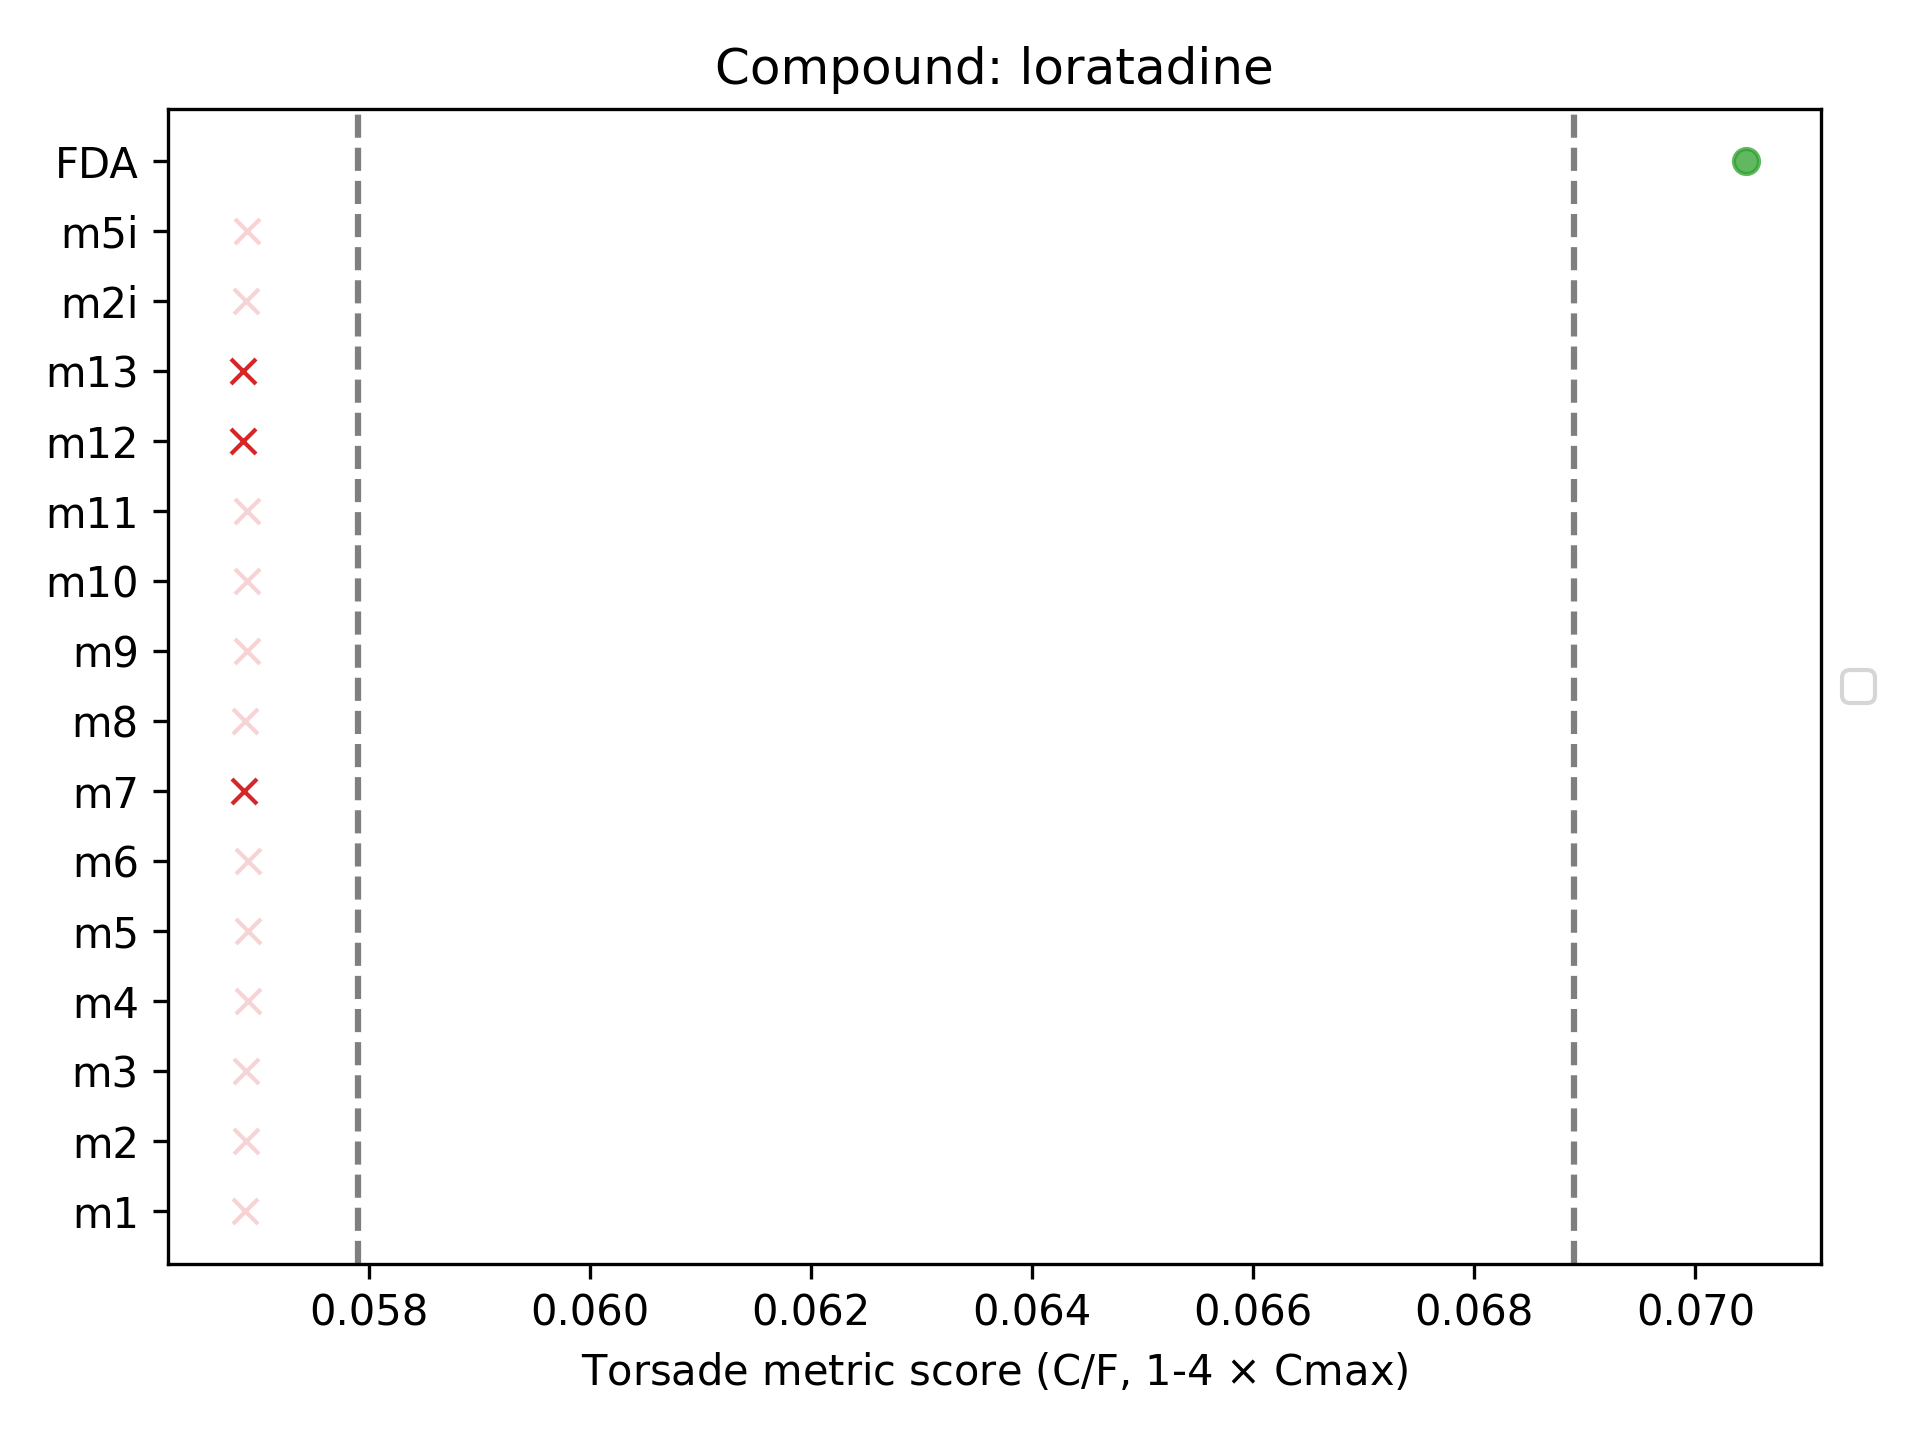 Compound: loratadine
FDA
m5i
m2i
m13
m12
m11
m10
m9
m8
m7
m6
m5
m4
m3
m2
m1
0.058 0.060 0.062 0.064 0.066 0.068 0.070
Torsade metric score (C/F, 1-4 × Cmax)